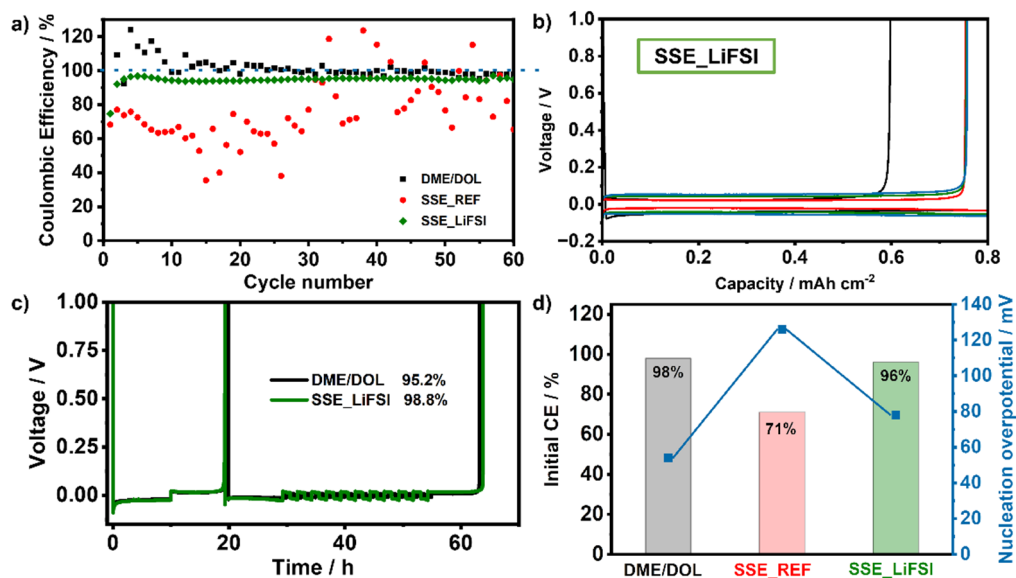 a)
Coulombic Efficiency / %
120
100
80
60
40
20
0
0 10 20 30 40 50 60
Cycle number
DME/DOL
SSE_REF
SSE_LiFSI
b)
SSE_LiFSI
Voltage / V
1.0
0.8
0.6
0.4
0.2
0.0
−0.2
0.0 0.2 0.4 0.6 0.8
Capacity / mAh cm⁻²
c)
Voltage / V
1.00
0.75
0.50
0.25
0.00
DME/DOL 95.2%
SSE_LiFSI 98.8%
0 20 40 60
Time / h
d)
Initial CE / %
120
100
80
60
40
20
0
98%
71%
96%
DME/DOL SSE_REF SSE_LiFSI
140
120
100
80
60
40
20
0
Nucleation overpotential / mV